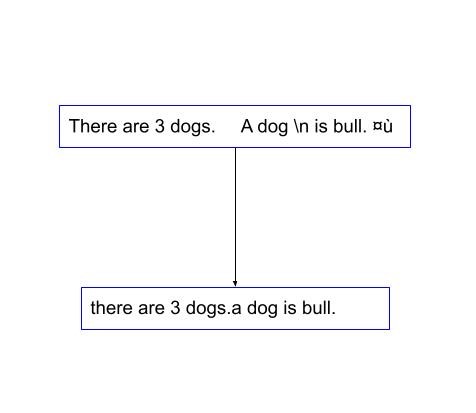 There are 3 dogs.     A dog \n is bull. ¤ù
there are 3 dogs.a dog is bull.